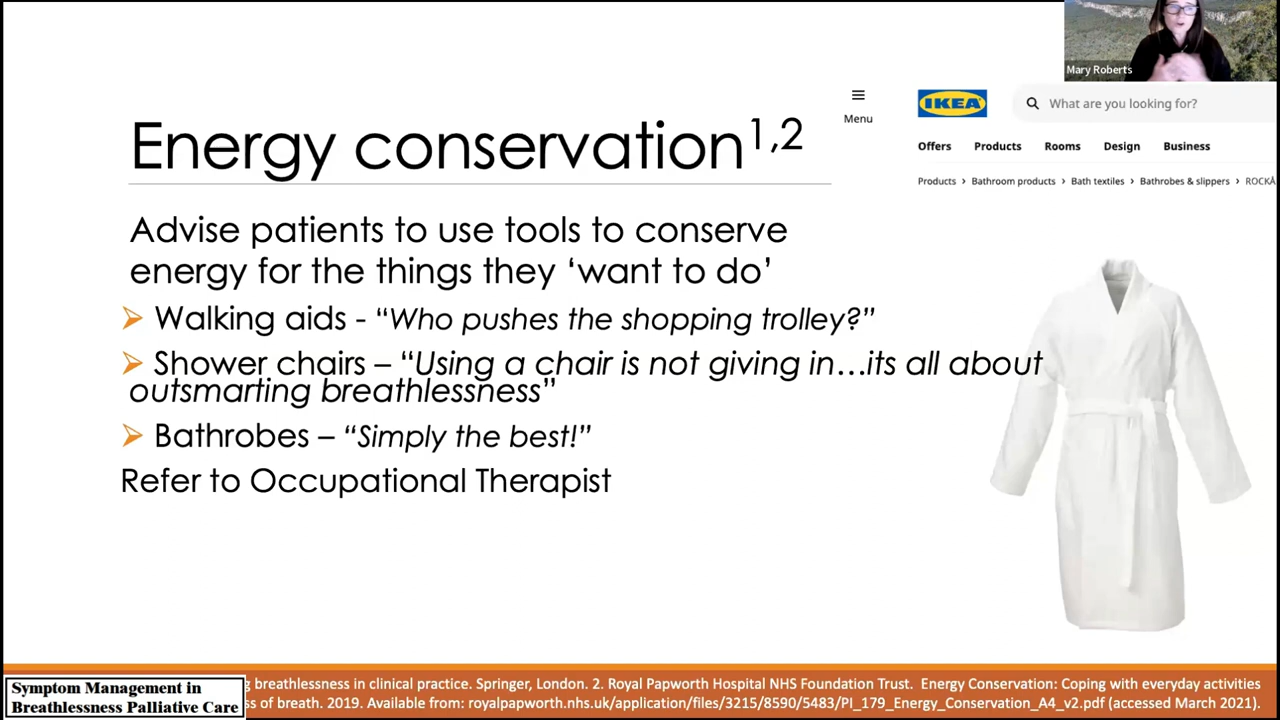 Mary Roberts
Menu
IKEA
What are you looking for?
Offers Products Rooms Design Business
Products › Bathroom products › Bath textiles › Bathrobes & slippers › ROCKÅ
Energy conservation1,2
Advise patients to use tools to conserve
energy for the things they ‘want to do’
Walking aids - “Who pushes the shopping trolley?”
Shower chairs – “Using a chair is not giving in…its all about
outsmarting breathlessness”
Bathrobes – “Simply the best!”
Refer to Occupational Therapist
g breathlessness in clinical practice. Springer, London. 2. Royal Papworth Hospital NHS Foundation Trust. Energy Conservation: Coping with everyday activities
ss of breath. 2019. Available from: royalpapworth.nhs.uk/application/files/3215/8590/5483/PI_179_Energy_Conservation_A4_v2.pdf (accessed March 2021).
Symptom Management in
Breathlessness Palliative Care